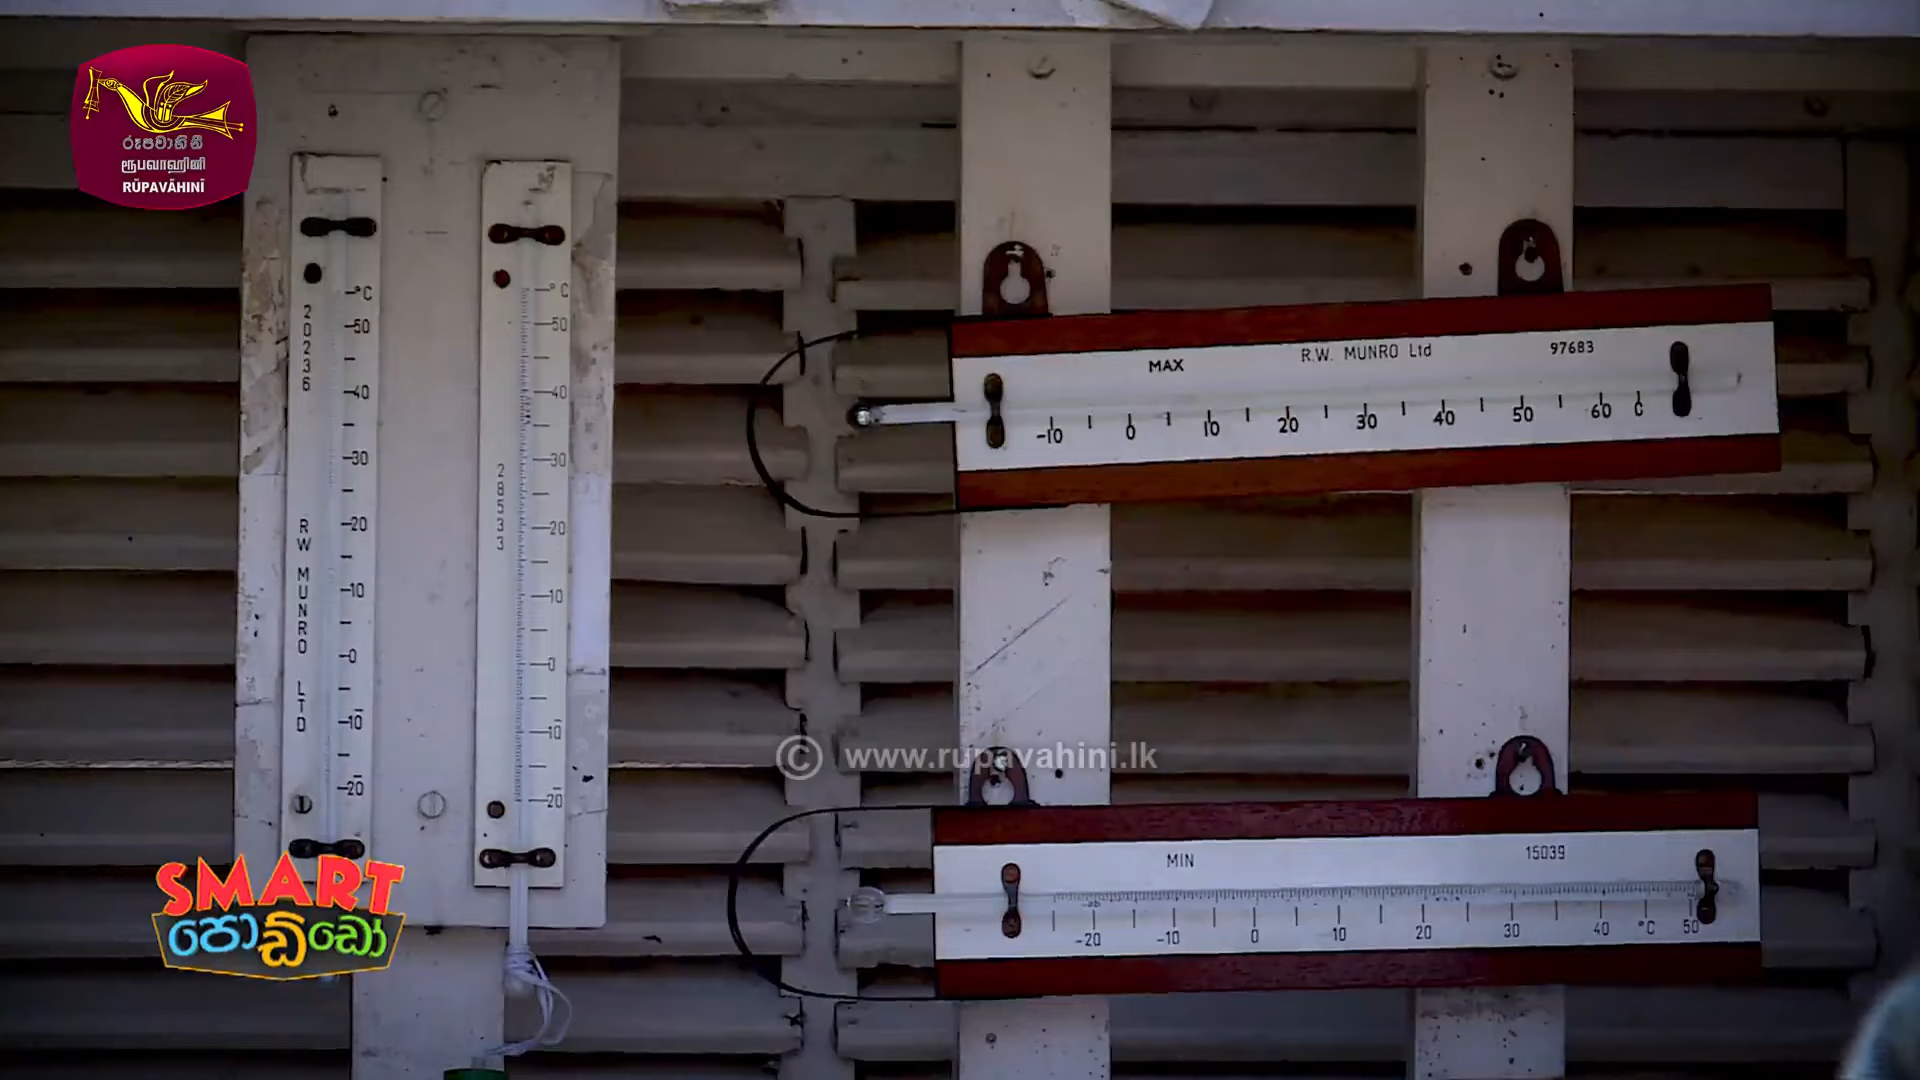 රූපවාහිනී
ரூபவாஹினி
RŪPAVĀHINĪ
20236
RW MUNRO LTD
°C
50
40
30
20
10
0
10
20
28533
°C
50
40
30
20
10
0
10
20
MAX R.W. MUNRO Ltd 97683
-10 0 10 20 30 40 50 60 C
© www.rupavahini.lk
MIN 15039
-20 -10 0 10 20 30 40 °C 50
SMART
පොඩ්ඩෝ